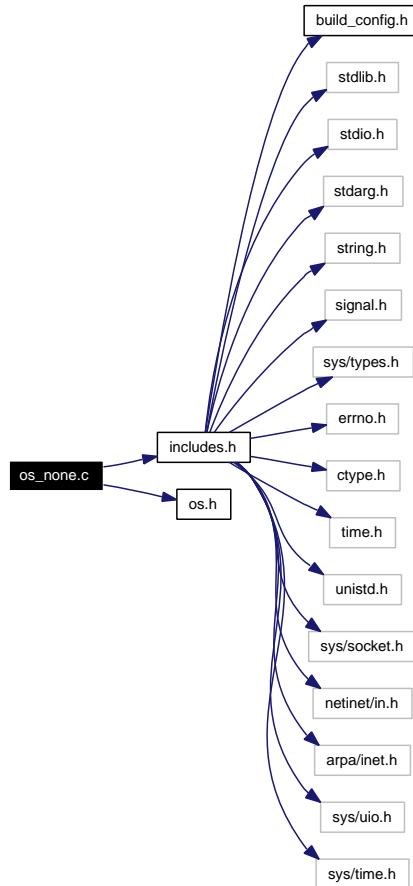 build_config.h
stdlib.h
stdio.h
stdarg.h
string.h
signal.h
sys/types.h
errno.h
includes.h
os_none.c
ctype.h
os.h
time.h
unistd.h
sys/socket.h
netinet/in.h
arpa/inet.h
sys/uio.h
sys/time.h